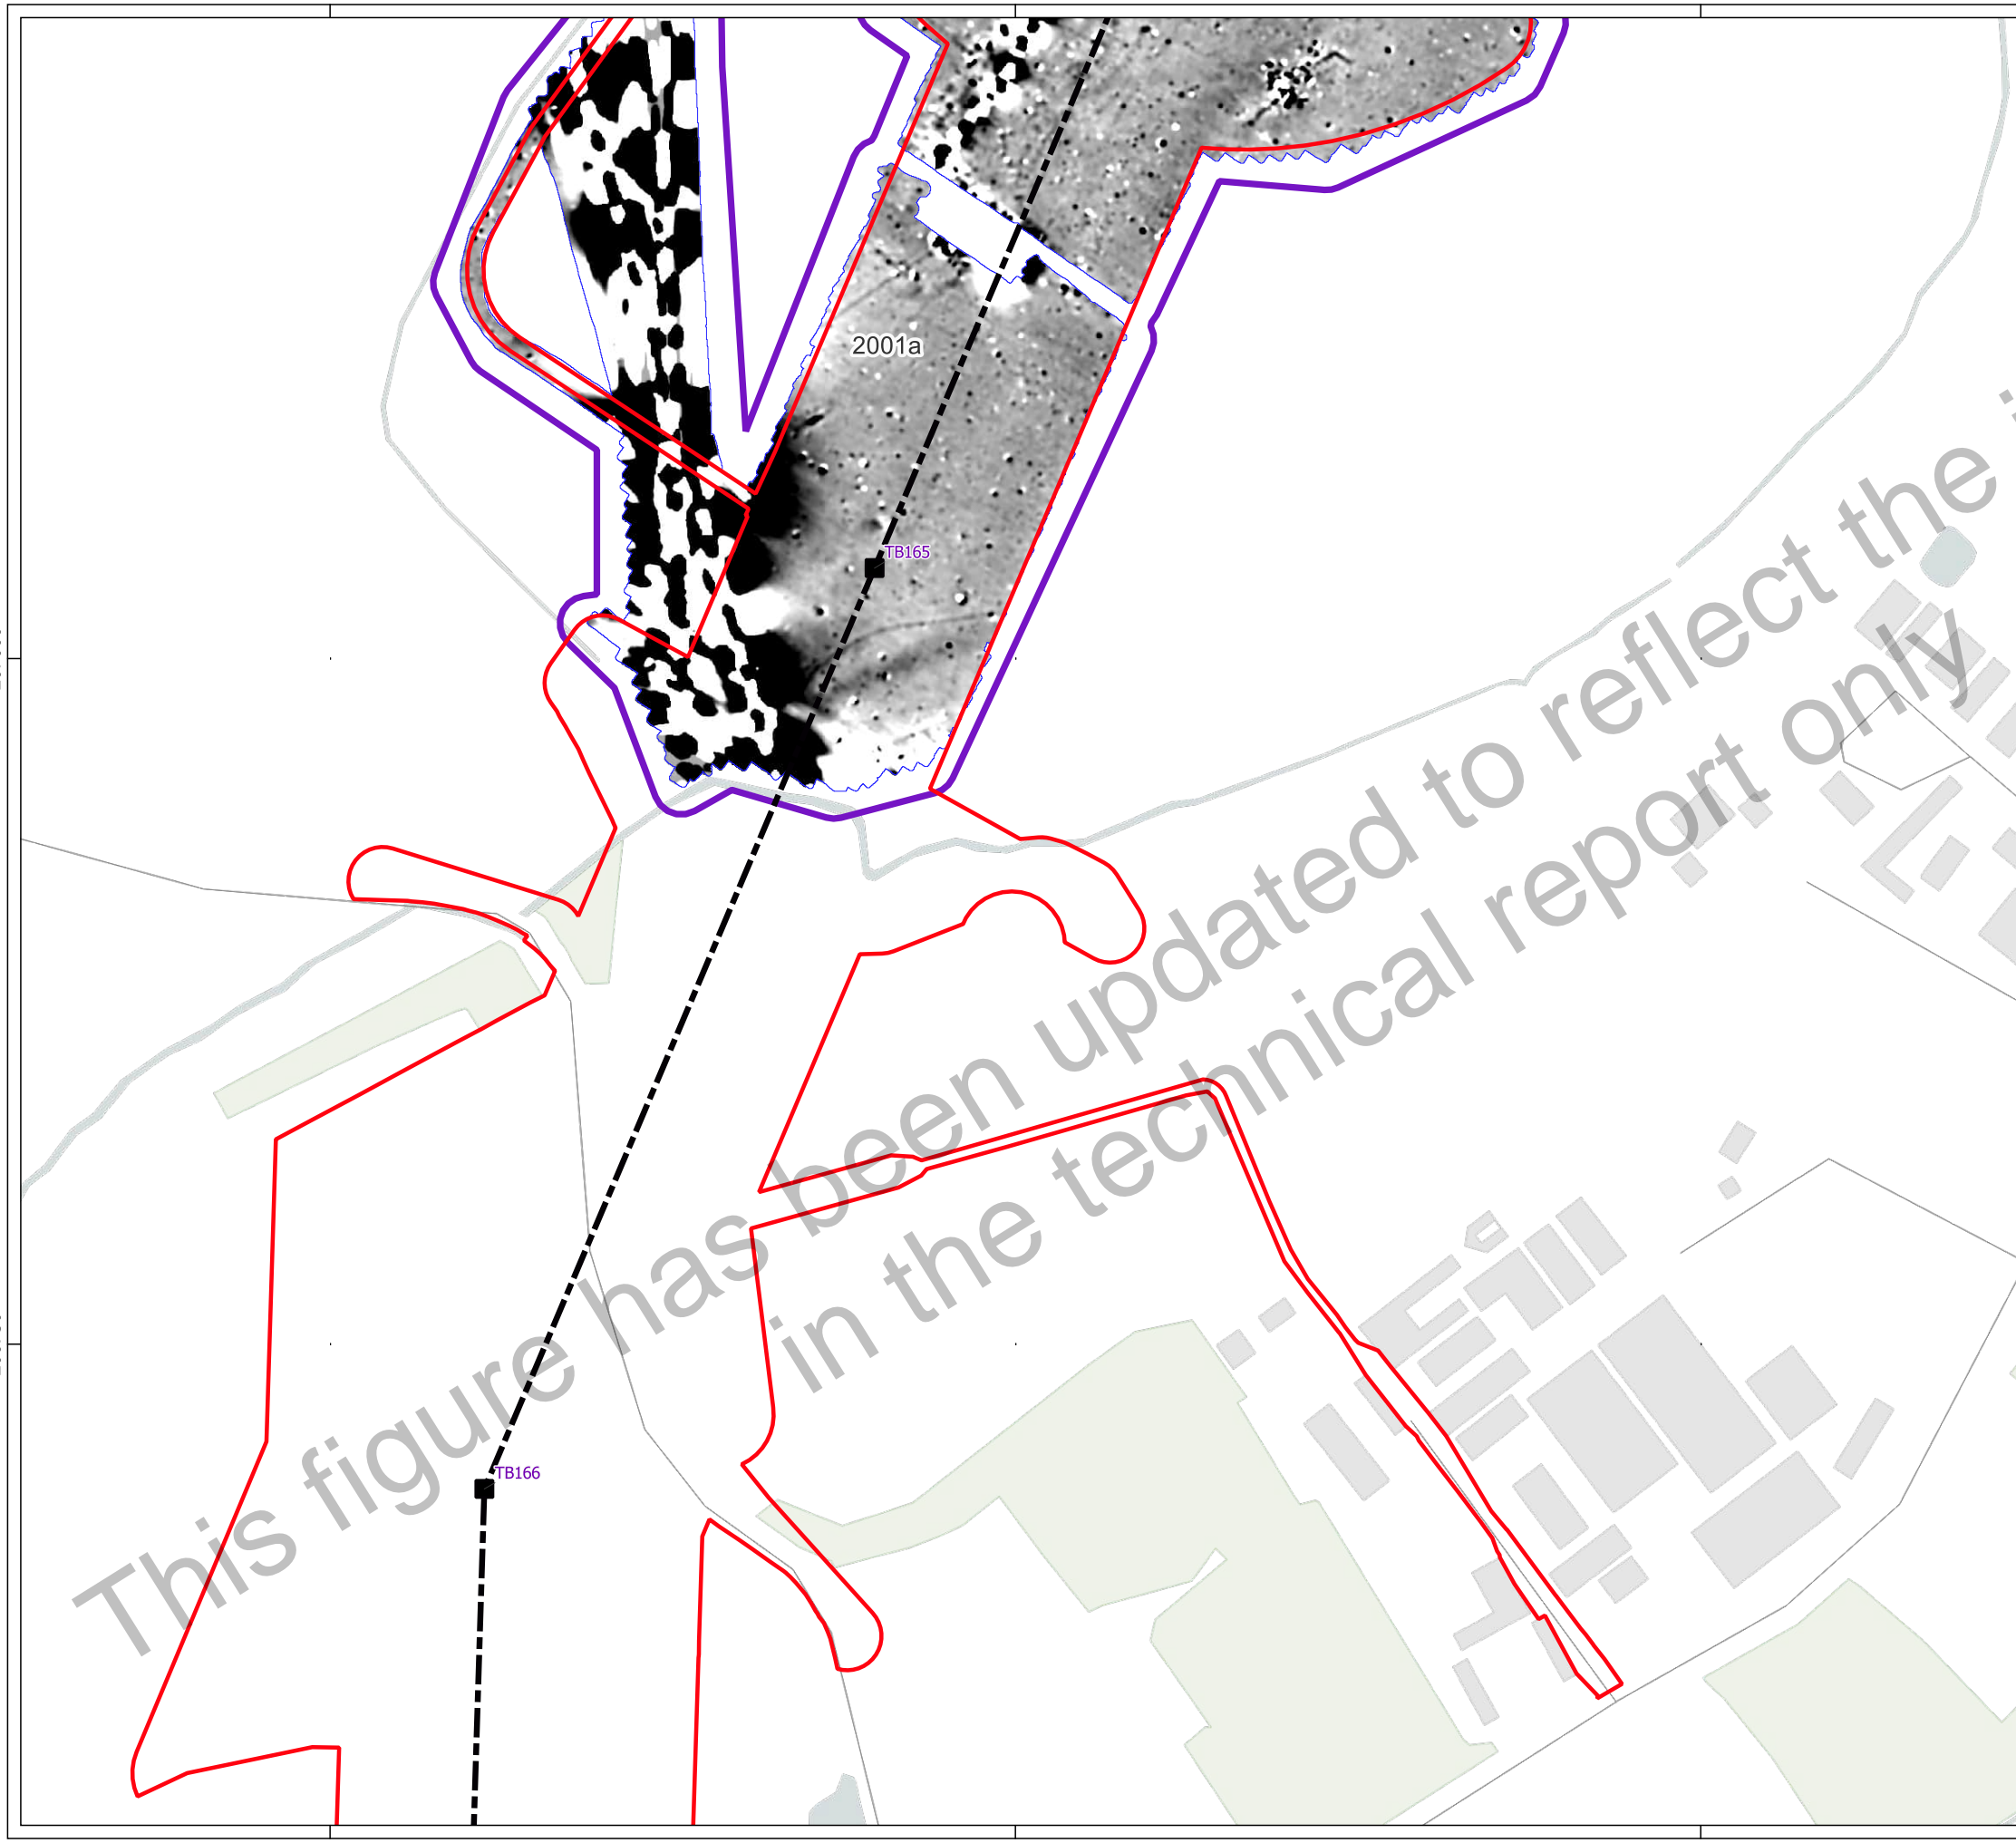 2001a
TB165
TB166
This figure has been updated to reflect the
in the technical report only